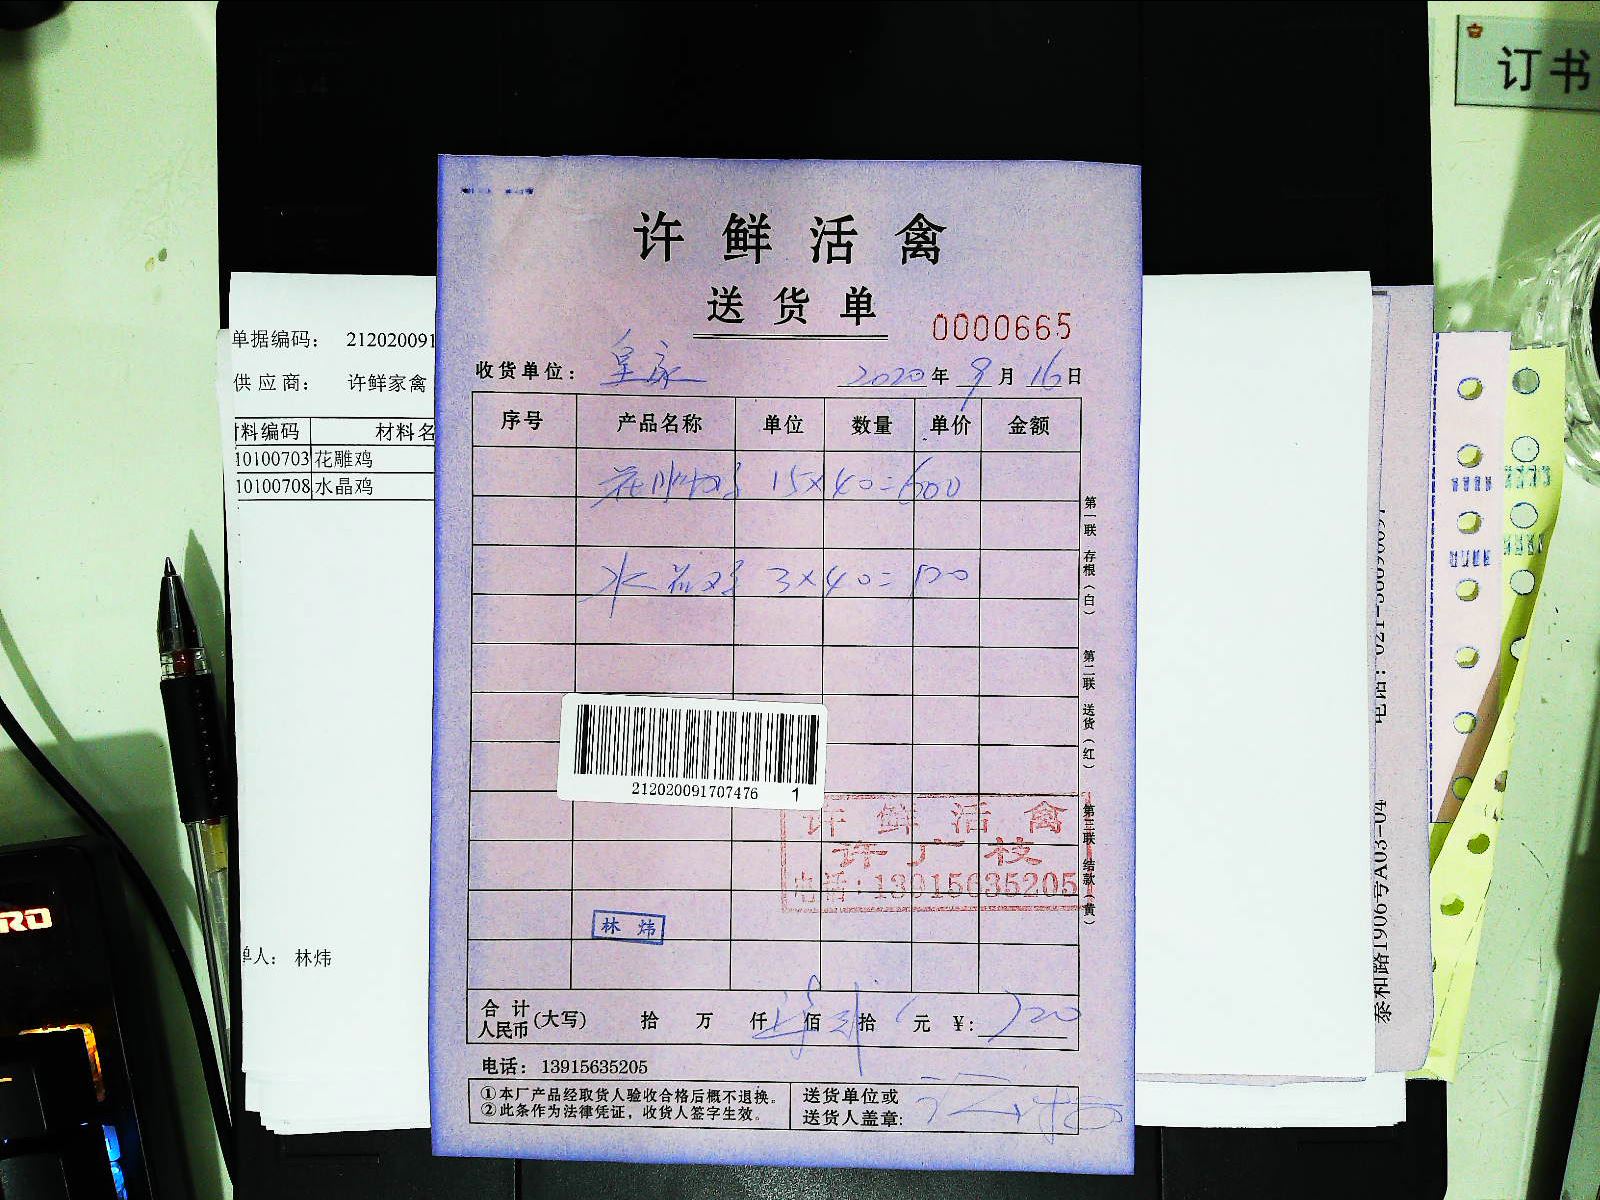 订书
许鲜活禽
送货单
0000665
收货单位： 皇家 2020年 9月 16日
序号 产品名称 单位 数量 单价 金额
花雕鸡 15×40=600
水晶鸡 3×40=120
第一联 存根（白）
第二联 送货（红）
第三联 结款（黄）
212020091707476 1
许鲜活禽
许广枝
电话：13915635205
林炜
合计人民币(大写) 拾 万 仟 佰 拾 元 ¥: 720
电话：13915635205
①本厂产品经取货人验收合格后概不退换。
②此条作为法律凭证，收货人签字生效。
送货单位或
送货人盖章:
单据编码： 212020091
供应商： 许鲜家禽
材料编码 材料名
10100703 花雕鸡
10100708 水晶鸡
单人： 林炜
泰和路1906号A03-04
RO